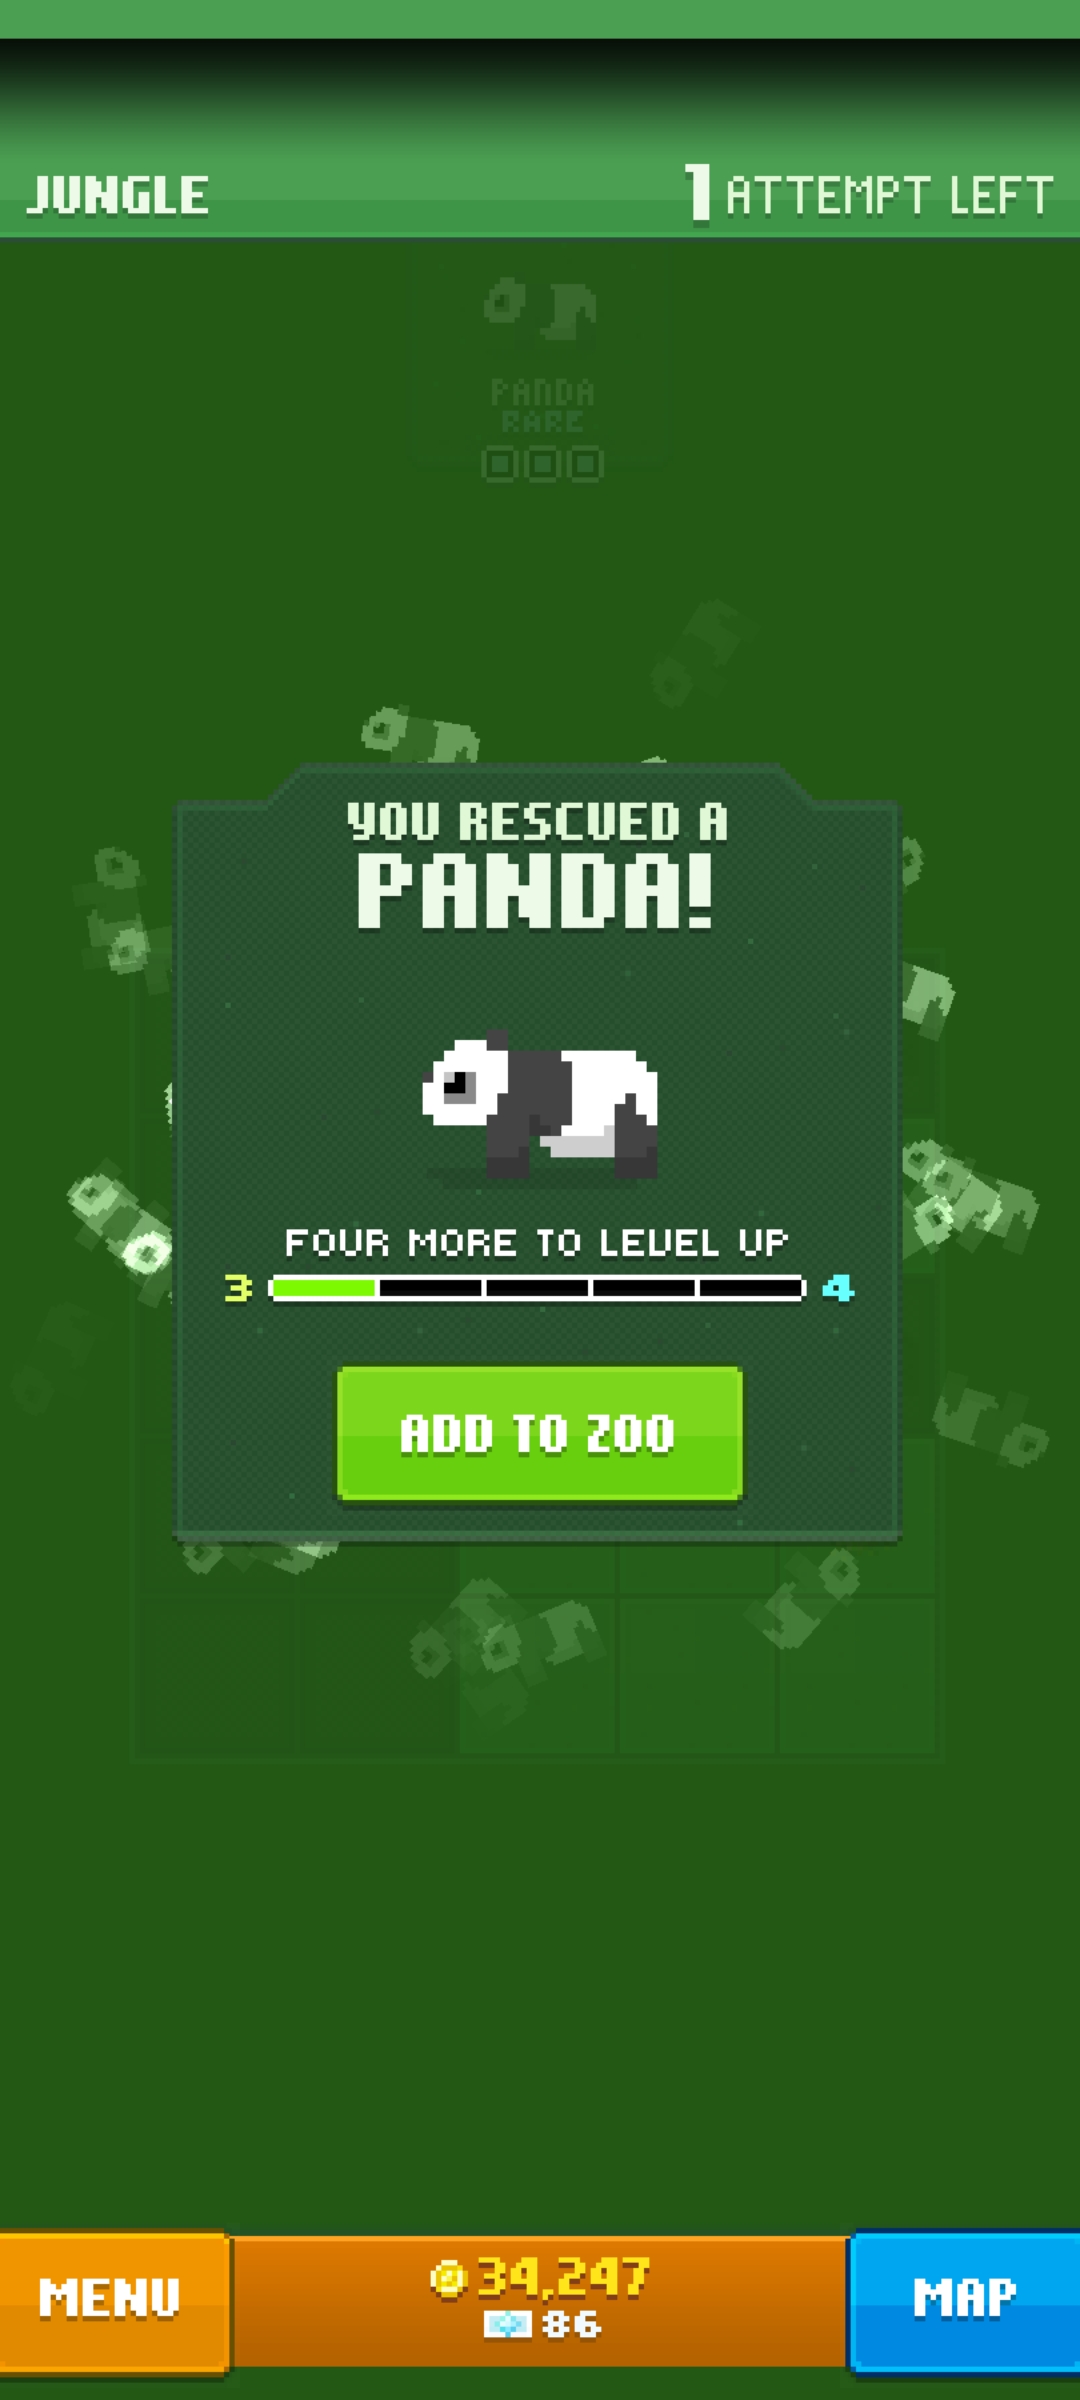 JUNGLE
1 ATTEMPT LEFT
PANDA
RARE
YOU RESCUED A
PANDA!
FOUR MORE TO LEVEL UP
3 4
ADD TO ZOO
MENU
34,247
86
MAP